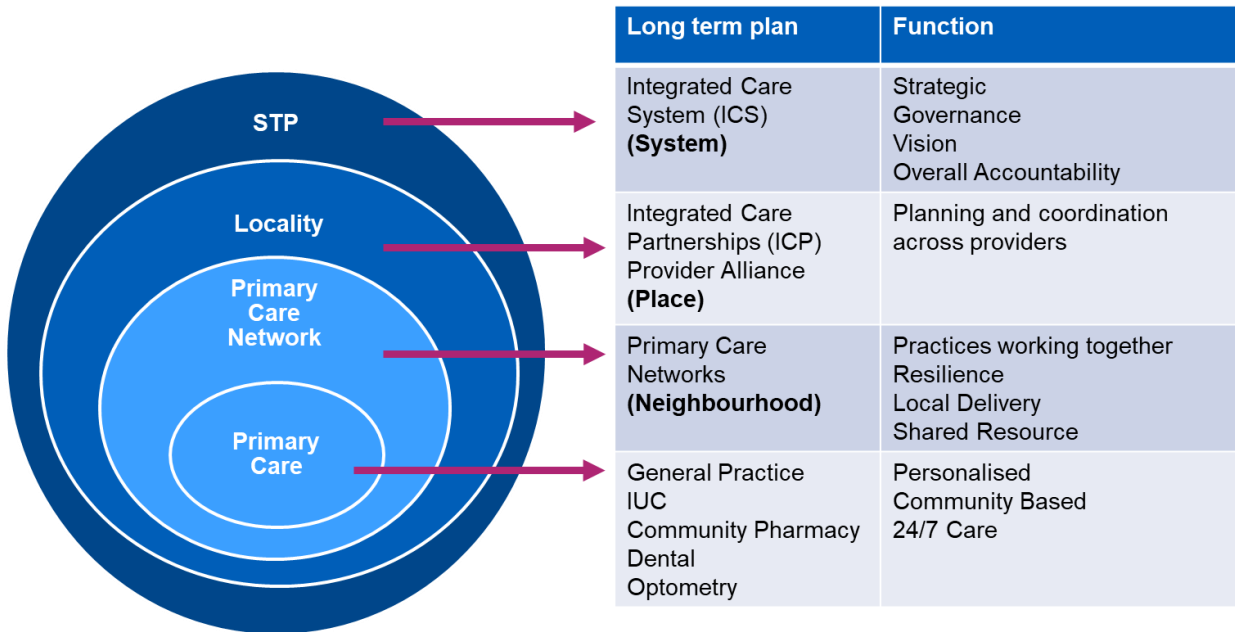 STP
Locality
Primary
Care
Network
Primary
Care
Long term plan
Function
Integrated Care
System (ICS)
(System)
Strategic
Governance
Vision
Overall Accountability
Integrated Care
Partnerships (ICP)
Provider Alliance
(Place)
Planning and coordination
across providers
Primary Care
Networks
(Neighbourhood)
Practices working together
Resilience
Local Delivery
Shared Resource
General Practice
IUC
Community Pharmacy
Dental
Optometry
Personalised
Community Based
24/7 Care